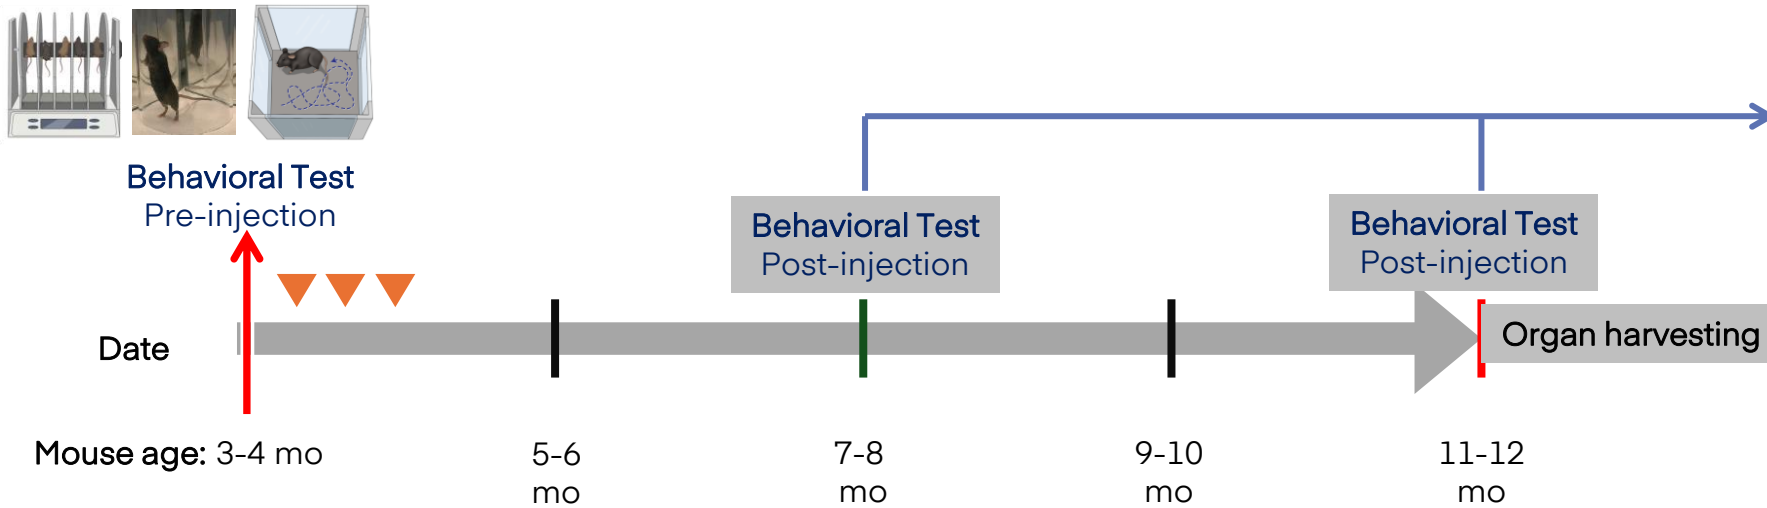 Behavioral Test
Pre-injection
Behavioral Test
Post-injection
Behavioral Test
Post-injection
Date
Organ harvesting
Mouse age: 3-4 mo
5-6
mo
7-8
mo
9-10
mo
11-12
mo